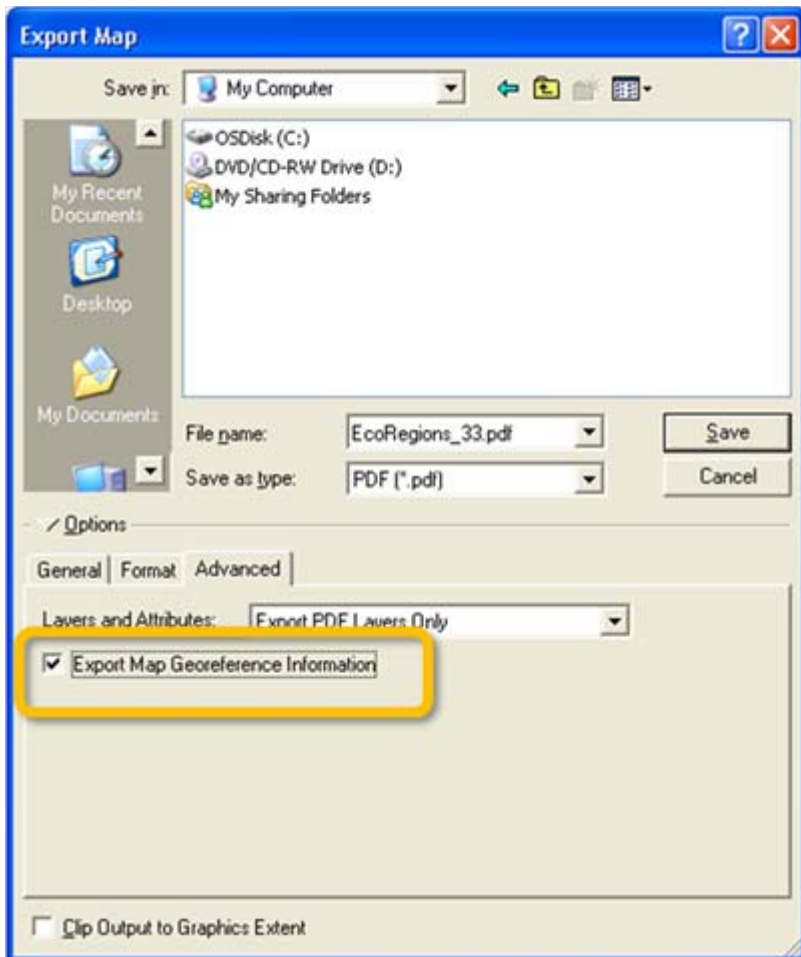 Export Map
Save in: My Computer
OSDisk (C:)
DVD/CD-RW Drive (D:)
My Sharing Folders
My Recent
Documents
Desktop
My Documents
File name: EcoRegions_33.pdf Save
Save as type: PDF (*.pdf) Cancel
Options
General Format Advanced
Layers and Attributes: Export PDF Layers Only
Export Map Georeference Information
Clip Output to Graphics Extent